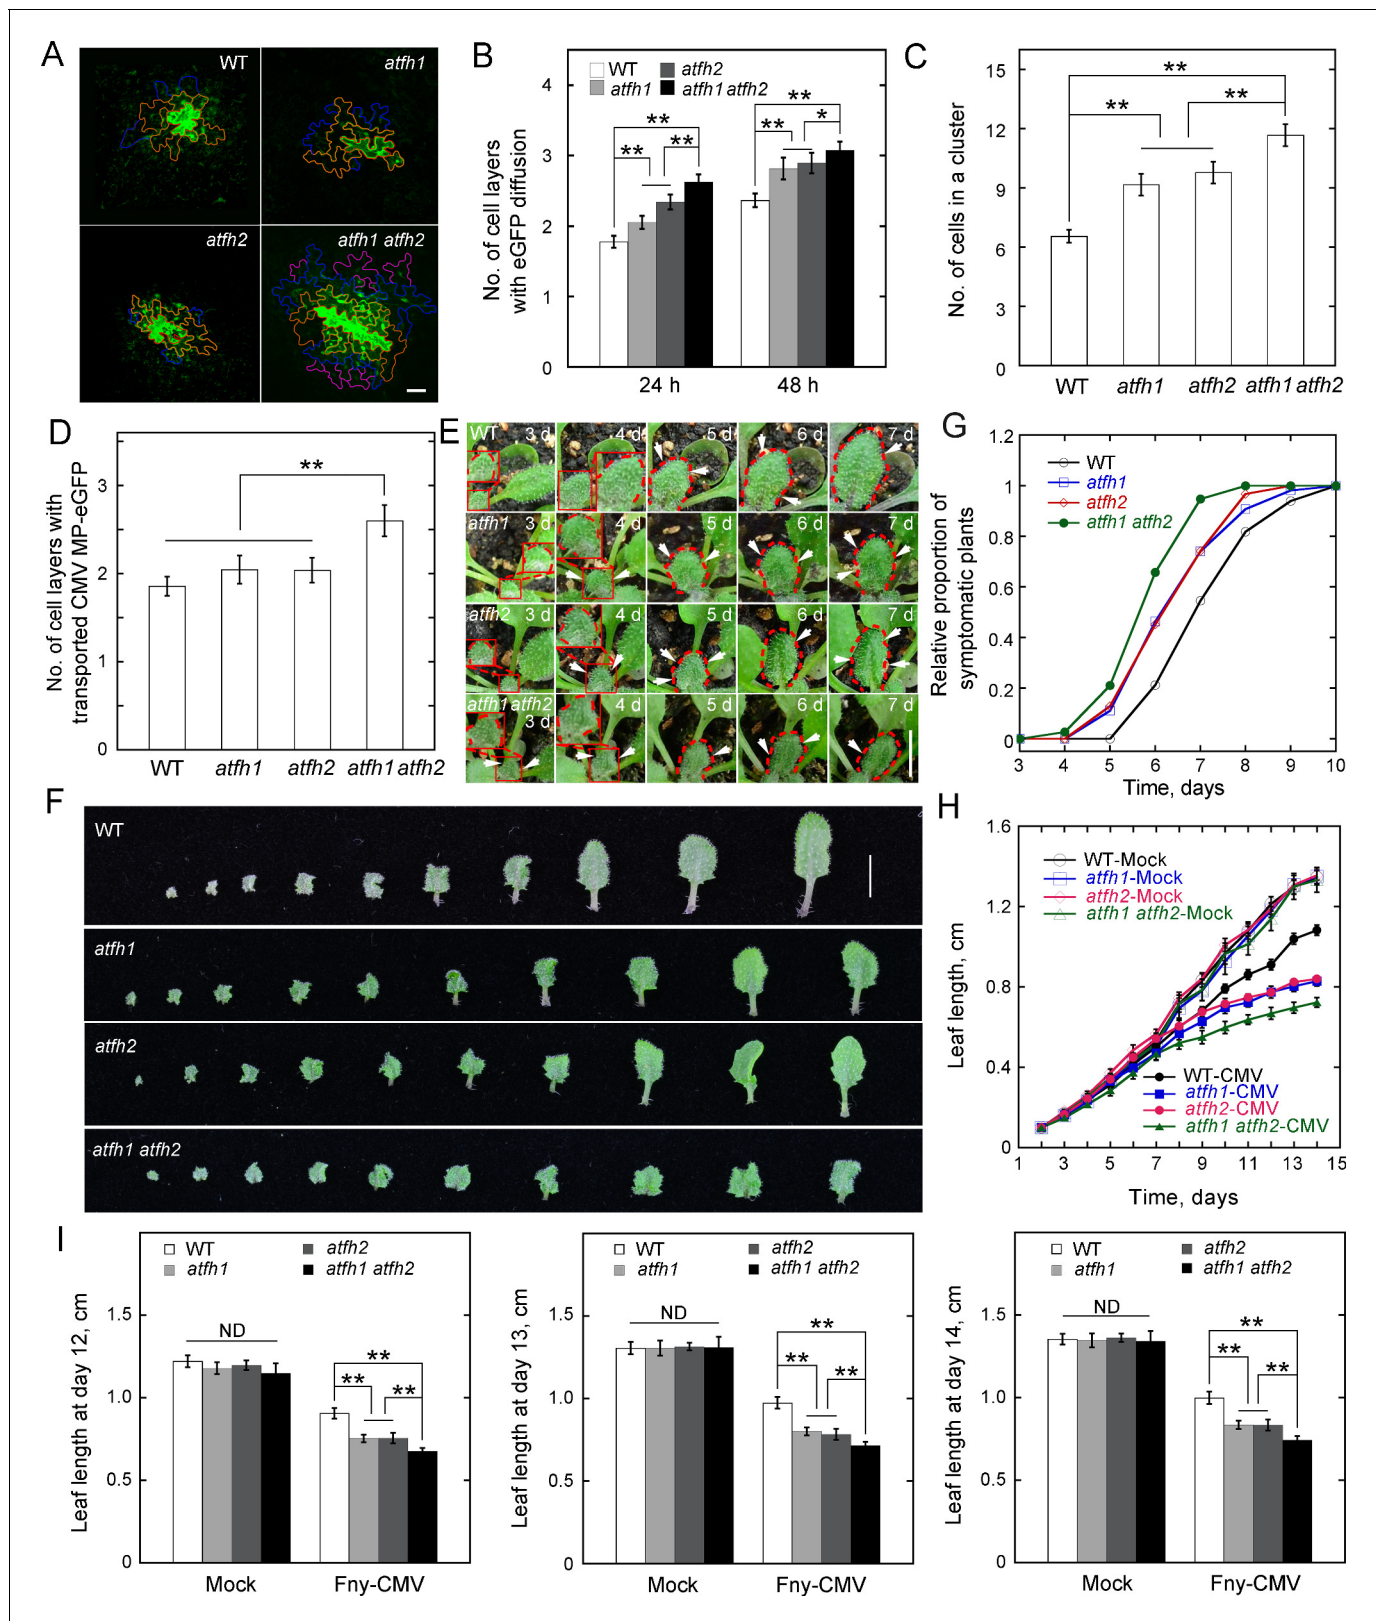 A
WT
atfh1
atfh2
atfh1 atfh2
B
No. of cell layers
with eGFP diffusion
4
3
2
1
0
WT
atfh2
atfh1
atfh1 atfh2
**
**
**
**
**
*
24 h
48 h
C
No. of cells in a cluster
15
12
9
6
3
0
**
**
**
WT
atfh1
atfh2
atfh1 atfh2
D
No. of cell layers with
transported CMV MP-eGFP
3
2
1
0
**
WT
atfh1
atfh2
atfh1 atfh2
E
WT
3 d
4 d
5 d
6 d
7 d
atfh1
3 d
4 d
5 d
6 d
7 d
atfh2
3 d
4 d
5 d
6 d
7 d
atfh1 atfh2
3 d
4 d
5 d
6 d
7 d
G
Relative proportion of
symptomatic plants
1.2
1.0
0.8
0.6
0.4
0.2
0
WT
atfh1
atfh2
atfh1 atfh2
3 4 5 6 7 8 9 10
Time, days
F
WT
atfh1
atfh2
atfh1 atfh2
H
Leaf length, cm
1.6
1.2
0.8
0.4
0
WT-Mock
atfh1-Mock
atfh2-Mock
atfh1 atfh2-Mock
WT-CMV
atfh1-CMV
atfh2-CMV
atfh1 atfh2-CMV
1 3 5 7 9 11 13 15
Time, days
I
Leaf length at day 12, cm
1.5
1.0
0.5
0
WT
atfh2
atfh1
atfh1 atfh2
ND
**
**
**
Mock
Fny-CMV
Leaf length at day 13, cm
1.5
1.0
0.5
0
WT
atfh2
atfh1
atfh1 atfh2
ND
**
**
**
Mock
Fny-CMV
Leaf length at day 14, cm
1.5
1.0
0.5
0
WT
atfh2
atfh1
atfh1 atfh2
ND
**
**
**
Mock
Fny-CMV